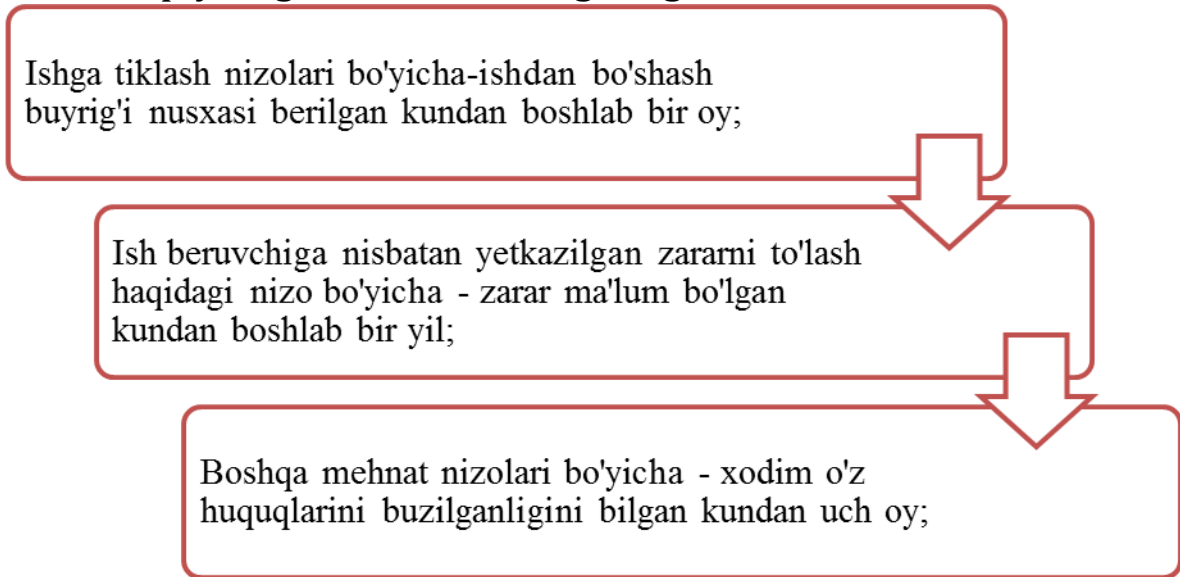 Ishga tiklash nizolari bo'yicha-ishdan bo'shash
buyrig'i nusxasi berilgan kundan boshlab bir oy;
Ish beruvchiga nisbatan yetkazilgan zararni to'lash
haqidagi nizo bo'yicha - zarar ma'lum bo'lgan
kundan boshlab bir yil;
Boshqa mehnat nizolari bo'yicha - xodim o'z
huquqlarini buzilganligini bilgan kundan uch oy;